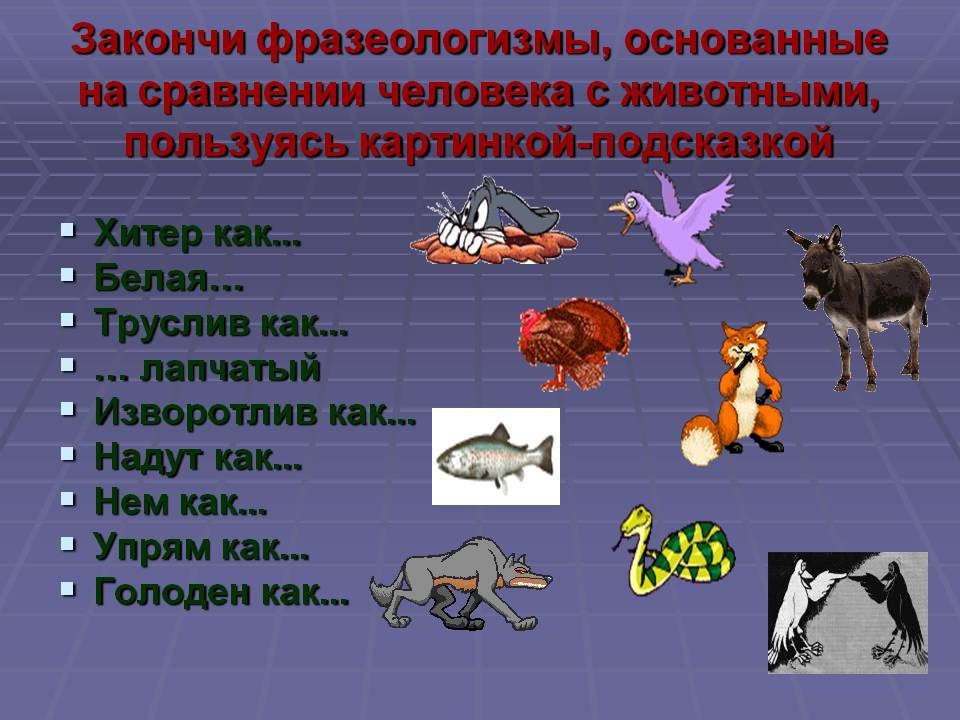 Закончи фразеологизмы, основанные
на сравнении человека с животными,
пользуясь картинкой-подсказкой
Хитер как...
Белая...
Труслив как...
... лапчатый
Изворотлив как...
Надут как...
Нем как...
Упрям как...
Голоден как...